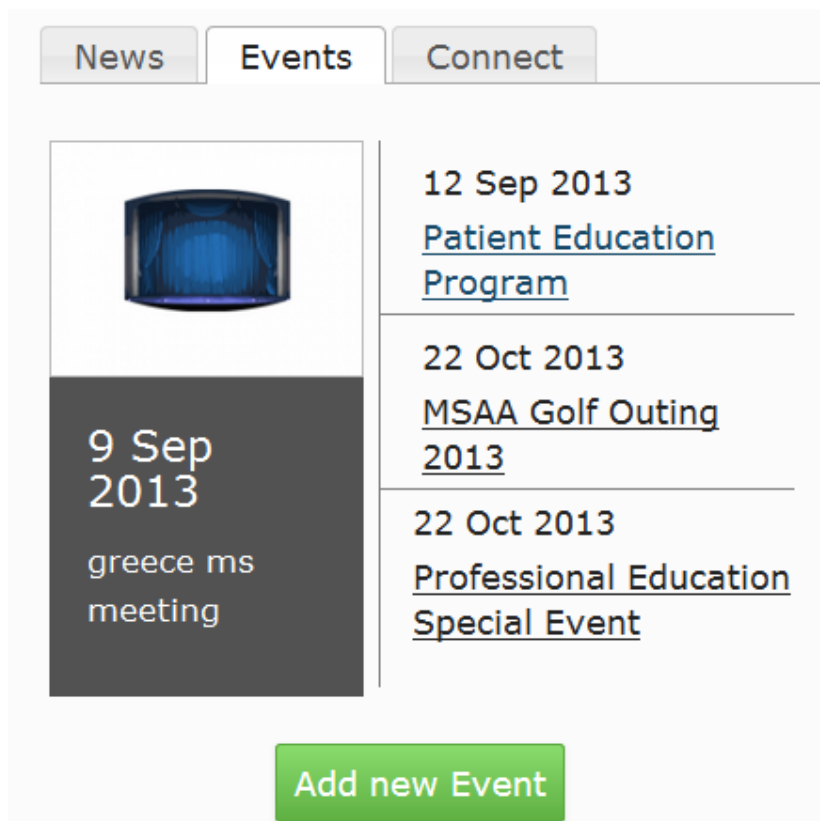 News Events Connect
9 Sep
2013
greece ms
meeting
12 Sep 2013
Patient Education
Program
22 Oct 2013
MSAA Golf Outing
2013
22 Oct 2013
Professional Education
Special Event
Add new Event